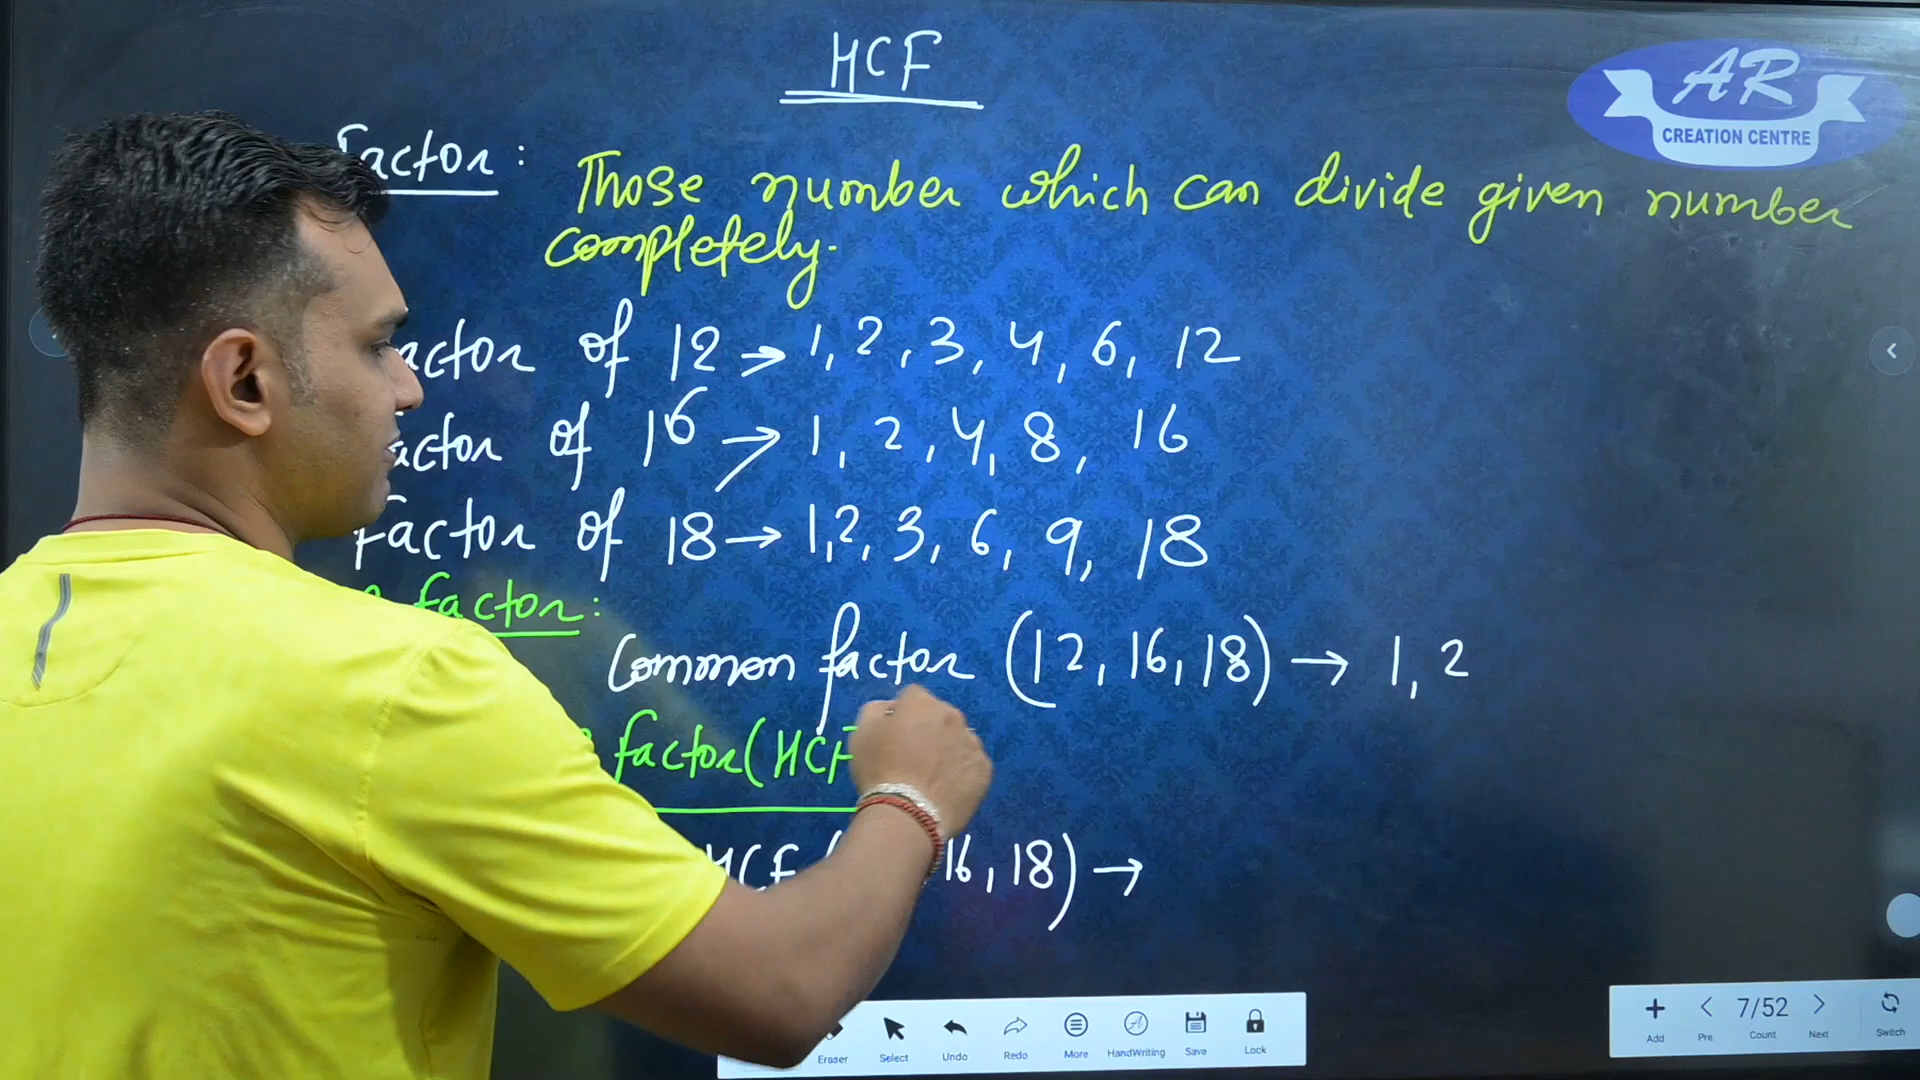 HCF
AR
CREATION CENTRE
Factor :
Those number which can divide given number
completely.
actor of 12 → 1, 2, 3, 4, 6, 12
actor of 16 → 1, 2, 4, 8, 16
Factor of 18 → 1, 2, 3, 6, 9, 18
factor :
Common factor (12, 16, 18) → 1, 2
factor (HCF
HCF ( , 16, 18) →
Eraser Select Undo Redo More HandWriting Save Lock
7/52
Add Pre. Count Next Switch